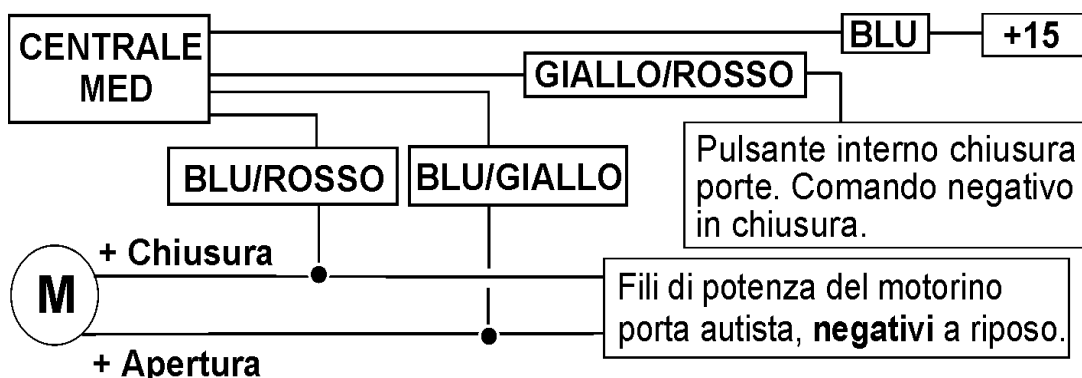 CENTRALE
MED
BLU
+15
GIALLO/ROSSO
BLU/ROSSO
BLU/GIALLO
Pulsante interno chiusura
porte. Comando negativo
in chiusura.
+ Chiusura
M
Fili di potenza del motorino
porta autista, negativi a riposo.
+ Apertura